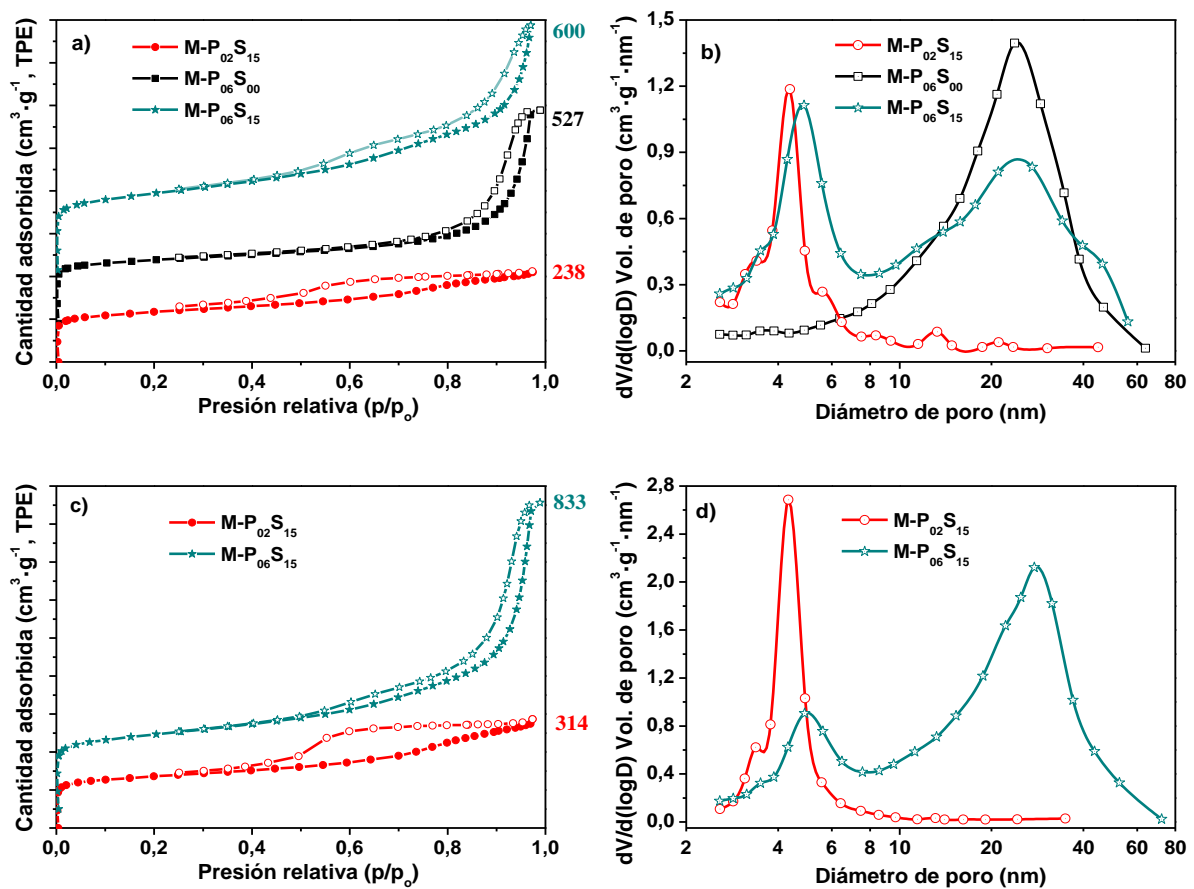 a)
M-P02S15
M-P06S00
M-P06S15
600
527
238
Cantidad adsorbida (cm3·g-1, TPE)
0,0 0,2 0,4 0,6 0,8 1,0
Presión relativa (p/po)
b)
M-P02S15
M-P06S00
M-P06S15
dV/d(logD) Vol. de poro (cm3·g-1·nm-1)
1,5
1,2
0,9
0,6
0,3
0,0
2 4 6 8 10 20 40 60 80
Diámetro de poro (nm)
c)
M-P02S15
M-P06S15
833
314
Cantidad adsorbida (cm3·g-1, TPE)
0,0 0,2 0,4 0,6 0,8 1,0
Presión relativa (p/po)
d)
M-P02S15
M-P06S15
dV/d(logD) Vol. de poro (cm3·g-1·nm-1)
2,8
2,4
2,0
1,6
1,2
0,8
0,4
0,0
2 4 6 8 10 20 40 60 80
Diámetro de poro (nm)